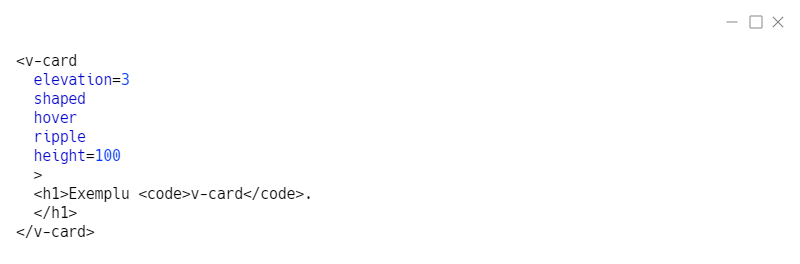 <v-card
  elevation=3
  shaped
  hover
  ripple
  height=100
  >
  <h1>Exemplu <code>v-card</code>.
  </h1>
</v-card>